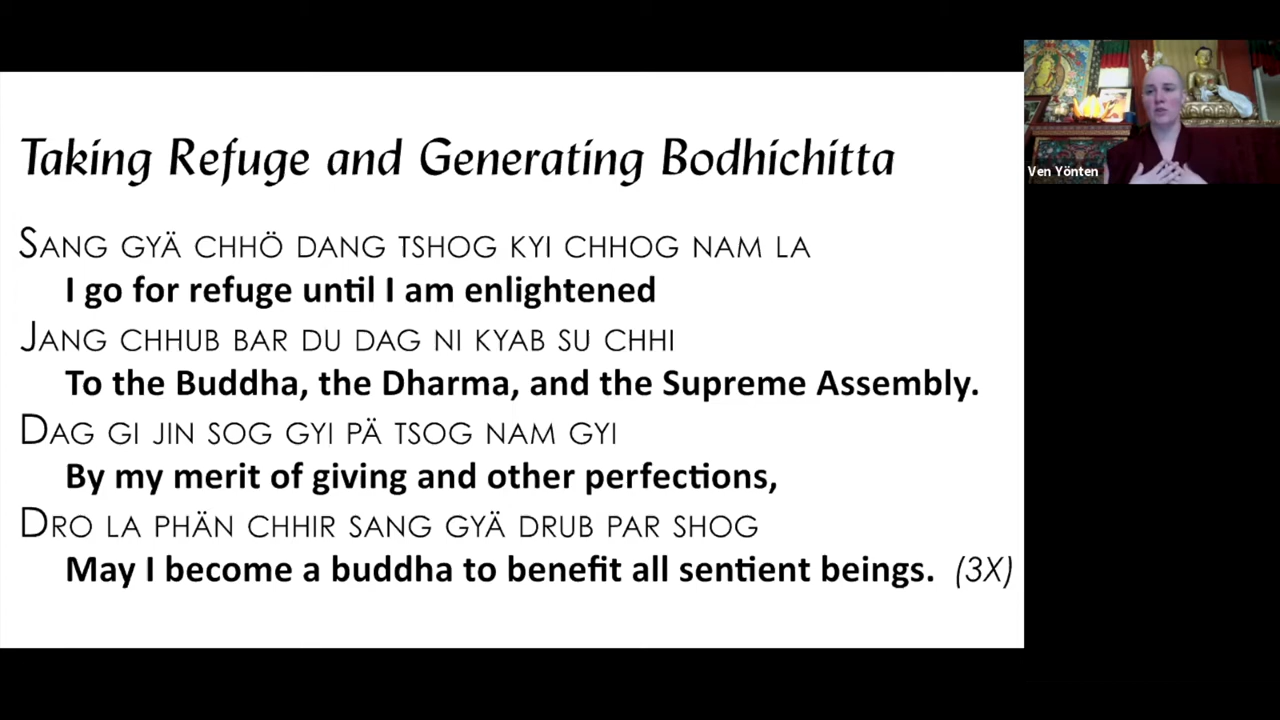 Taking Refuge and Generating Bodhichitta
SANG GYÄ CHHÖ DANG TSHOG KYI CHHOG NAM LA
I go for refuge until I am enlightened
JANG CHHUB BAR DU DAG NI KYAB SU CHHI
To the Buddha, the Dharma, and the Supreme Assembly.
DAG GI JIN SOG GYI PÄ TSOG NAM GYI
By my merit of giving and other perfections,
DRO LA PHÄN CHHIR SANG GYÄ DRUB PAR SHOG
May I become a buddha to benefit all sentient beings. (3X)
Ven Yönten